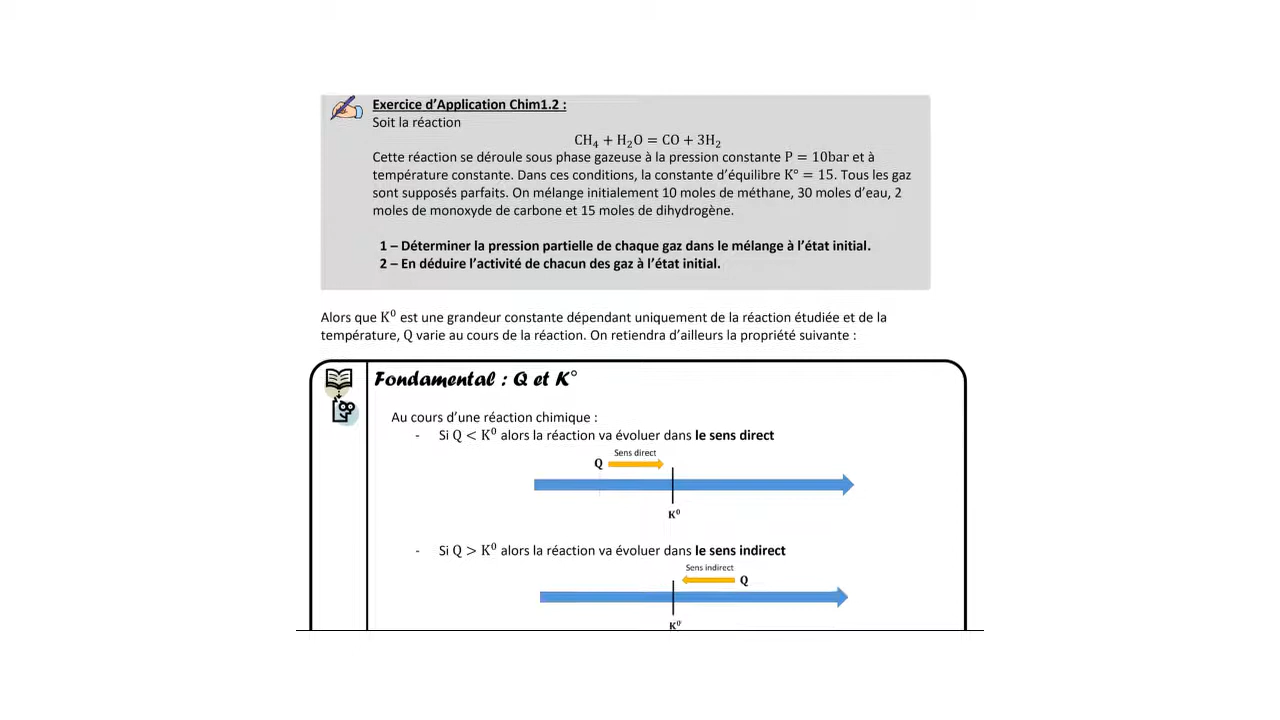 Exercice d'Application Chim1.2 :
Soit la réaction
CH₄ + H₂O = CO + 3H₂
Cette réaction se déroule sous phase gazeuse à la pression constante P = 10bar et à
température constante. Dans ces conditions, la constante d'équilibre K° = 15. Tous les gaz
sont supposés parfaits. On mélange initialement 10 moles de méthane, 30 moles d'eau, 2
moles de monoxyde de carbone et 15 moles de dihydrogène.
1 – Déterminer la pression partielle de chaque gaz dans le mélange à l'état initial.
2 – En déduire l'activité de chacun des gaz à l'état initial.
Alors que K⁰ est une grandeur constante dépendant uniquement de la réaction étudiée et de la
température, Q varie au cours de la réaction. On retiendra d'ailleurs la propriété suivante :
Fondamental : Q et K°
Au cours d'une réaction chimique :
- Si Q < K⁰ alors la réaction va évoluer dans le sens direct
Sens direct
Q
K⁰
- Si Q > K⁰ alors la réaction va évoluer dans le sens indirect
Sens indirect
Q
K⁰